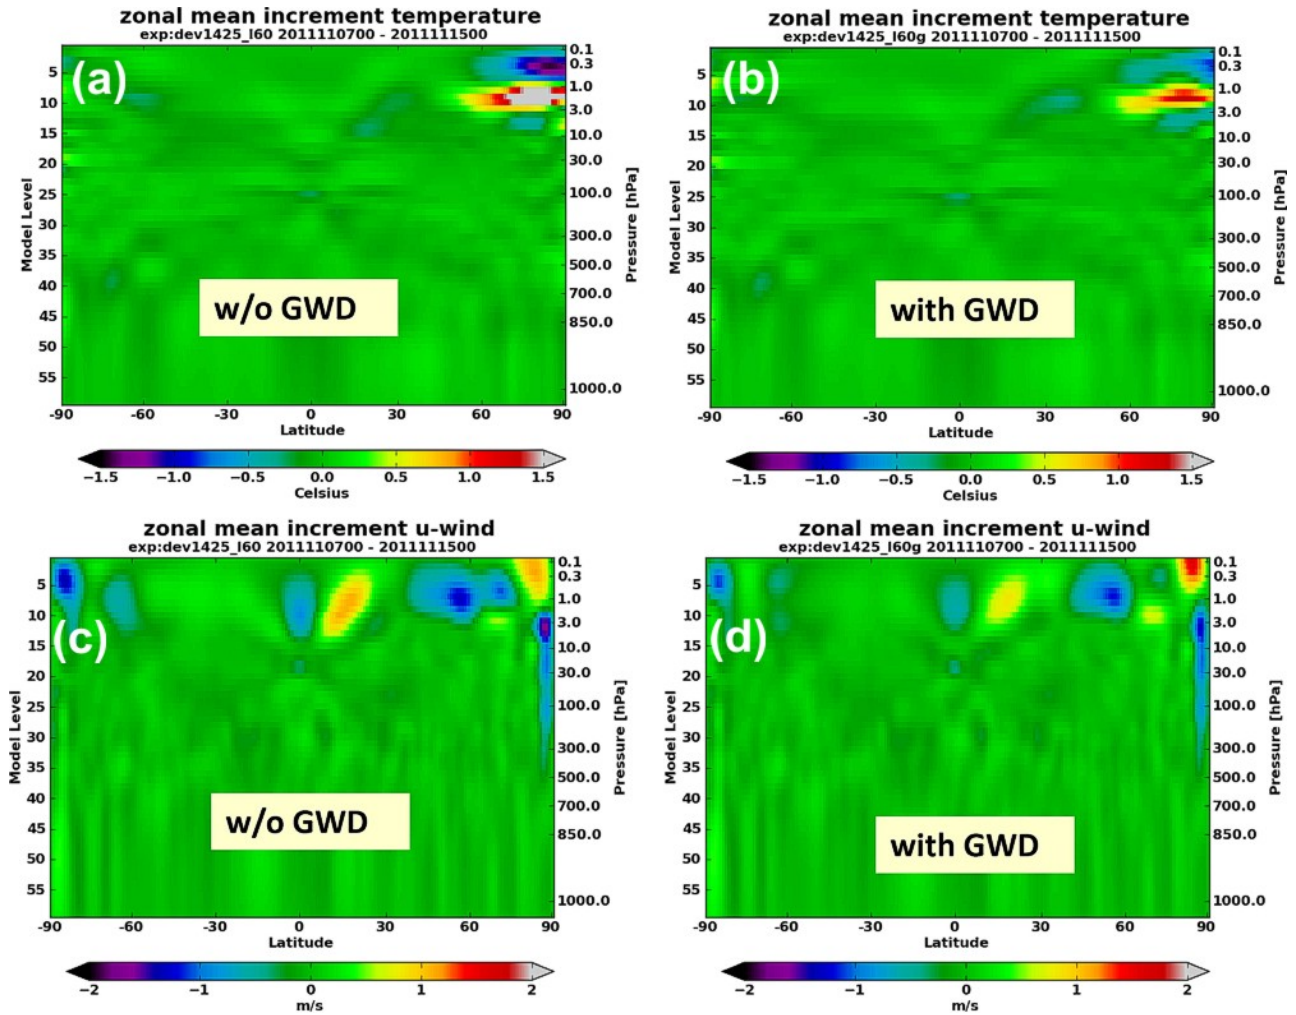 zonal mean increment temperature
exp:dev1425_l60 2011110700 - 2011111500
(a)
w/o GWD
Model Level
5
10
15
20
25
30
35
40
45
50
55
0.1
0.3
1.0
3.0
10.0
30.0
100.0
300.0
500.0
700.0
850.0
1000.0
Pressure [hPa]
-90 -60 -30 0 30 60 90
Latitude
−1.5 −1.0 −0.5 0.0 0.5 1.0 1.5
Celsius
zonal mean increment temperature
exp:dev1425_l60g 2011110700 - 2011111500
(b)
with GWD
Model Level
5
10
15
20
25
30
35
40
45
50
55
0.1
0.3
1.0
3.0
10.0
30.0
100.0
300.0
500.0
700.0
850.0
1000.0
Pressure [hPa]
-90 -60 -30 0 30 60 90
Latitude
−1.5 −1.0 −0.5 0.0 0.5 1.0 1.5
Celsius
zonal mean increment u-wind
exp:dev1425_l60 2011110700 - 2011111500
(c)
w/o GWD
Model Level
5
10
15
20
25
30
35
40
45
50
55
0.1
0.3
1.0
3.0
10.0
30.0
100.0
300.0
500.0
700.0
850.0
1000.0
Pressure [hPa]
-90 -60 -30 0 30 60 90
Latitude
−2 −1 0 1 2
m/s
zonal mean increment u-wind
exp:dev1425_l60g 2011110700 - 2011111500
(d)
with GWD
Model Level
5
10
15
20
25
30
35
40
45
50
55
0.1
0.3
1.0
3.0
10.0
30.0
100.0
300.0
500.0
700.0
850.0
1000.0
Pressure [hPa]
-90 -60 -30 0 30 60 90
Latitude
−2 −1 0 1 2
m/s